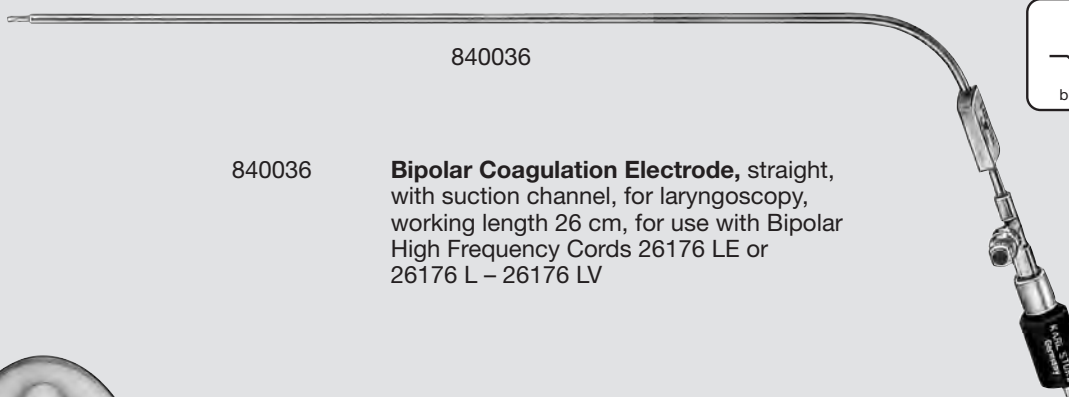 840036
840036 Bipolar Coagulation Electrode, straight,
with suction channel, for laryngoscopy,
working length 26 cm, for use with Bipolar
High Frequency Cords 26176 LE or
26176 L – 26176 LV
KARL
Germany